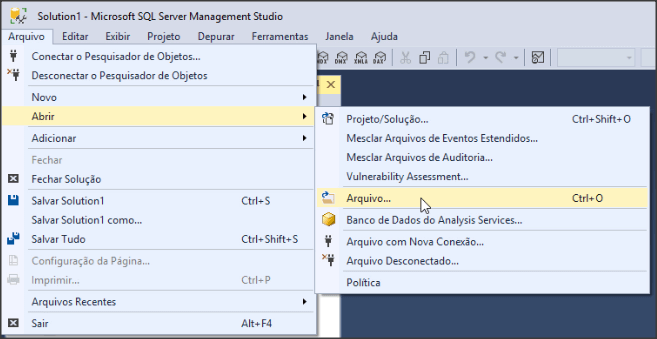 Solution1 - Microsoft SQL Server Management Studio
Arquivo Editar Exibir Projeto Depurar Ferramentas Janela Ajuda
MDX DMX XMLA DAX
Conectar o Pesquisador de Objetos...
Desconectar o Pesquisador de Objetos
Novo
Abrir
Adicionar
Fechar
Fechar Solução
Salvar Solution1 Ctrl+S
Salvar Solution1 como...
Salvar Tudo Ctrl+Shift+S
Configuração da Página...
Imprimir... Ctrl+P
Arquivos Recentes
Sair Alt+F4
Projeto/Solução... Ctrl+Shift+O
Mesclar Arquivos de Eventos Estendidos...
Mesclar Arquivos de Auditoria...
Vulnerability Assessment...
Arquivo... Ctrl+O
Banco de Dados do Analysis Services...
Arquivo com Nova Conexão...
Arquivo Desconectado...
Política